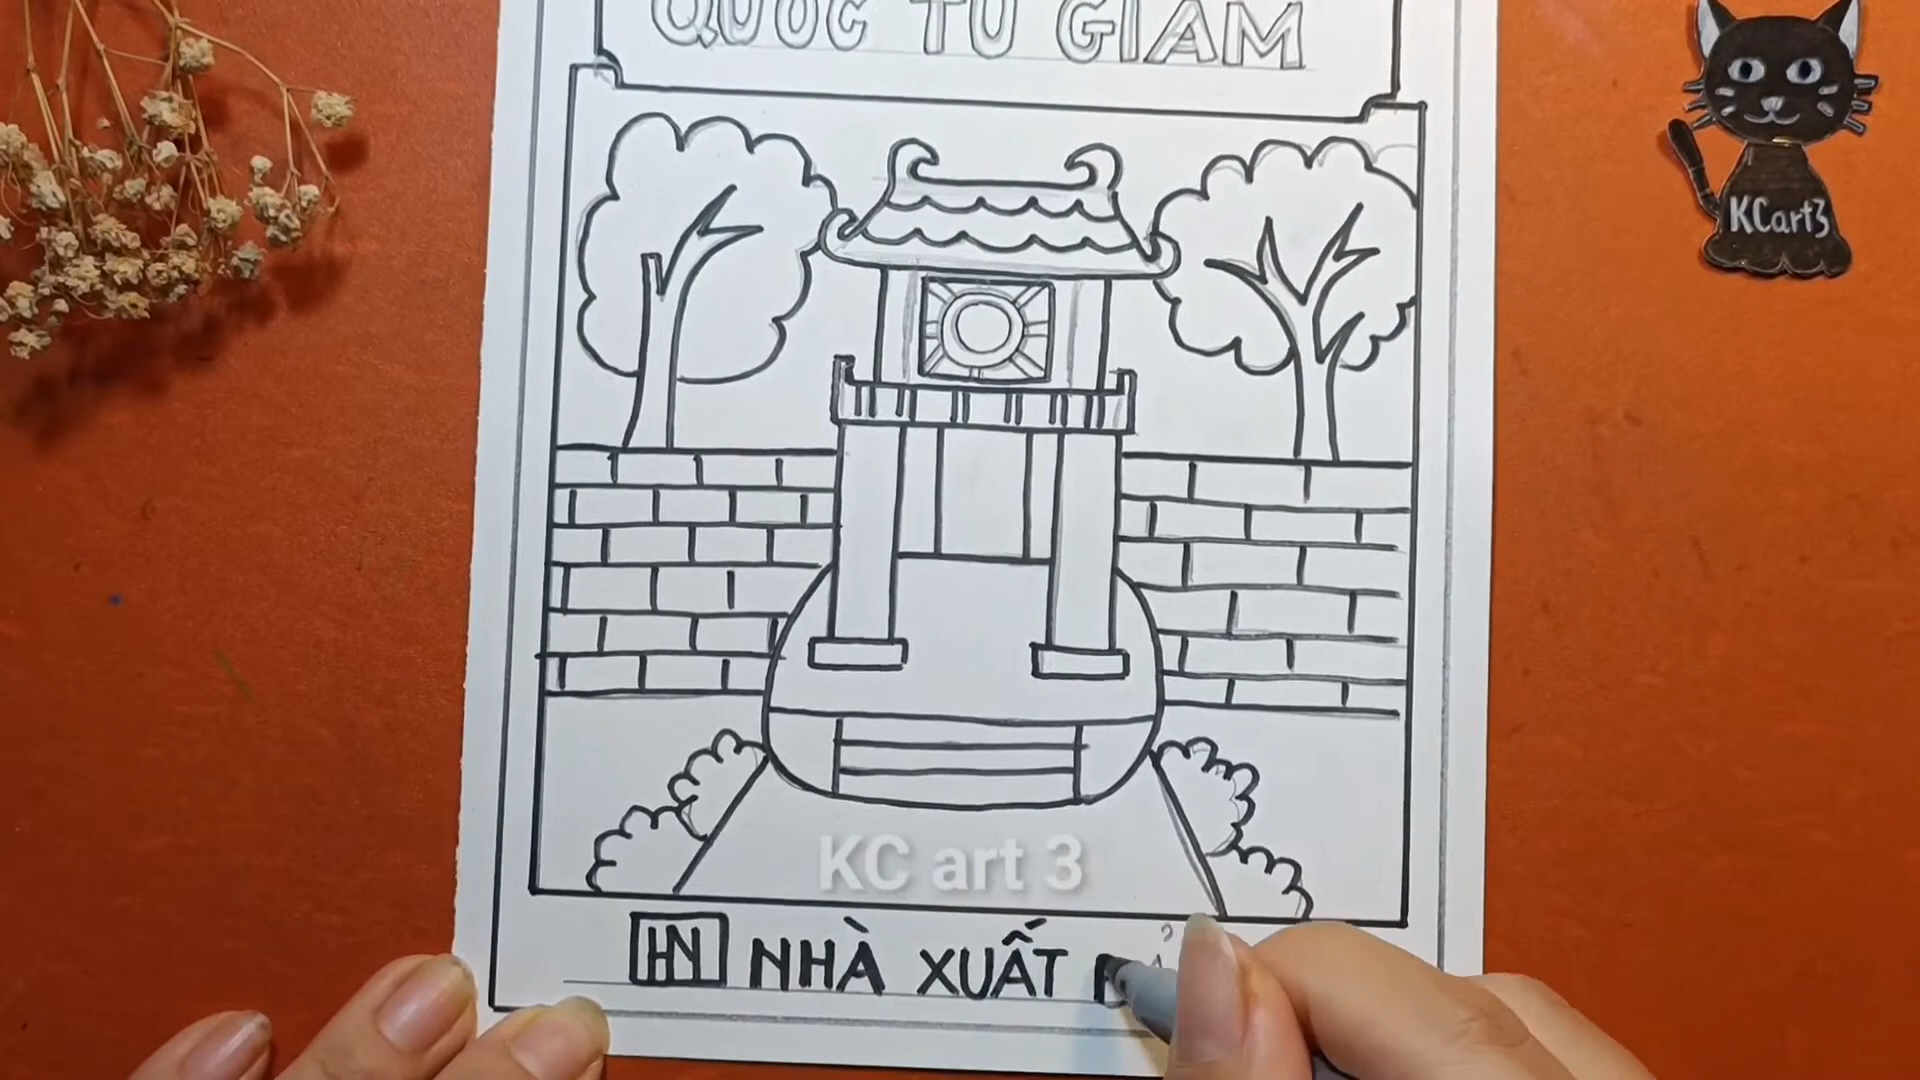 QUỐC TỬ GIÁM
KCart3
KC art 3
HN NHÀ XUẤT